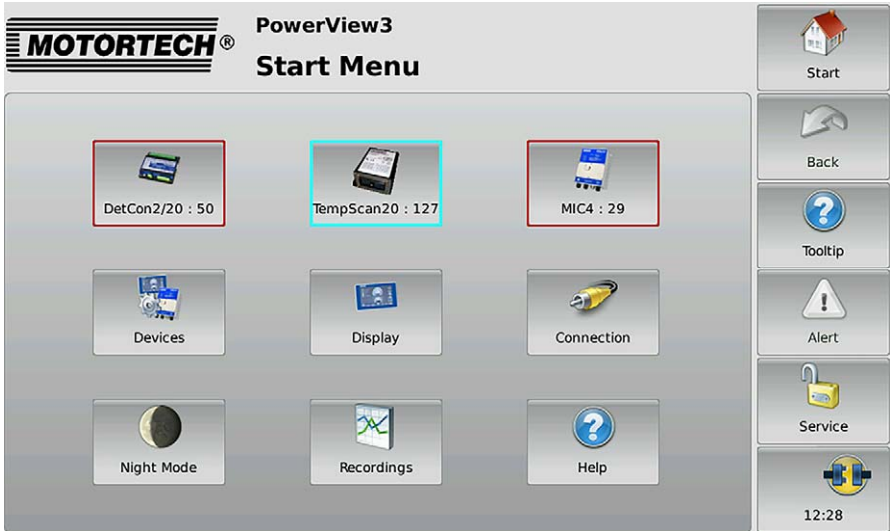 MOTORTECH®
PowerView3
Start Menu
DetCon2/20 : 50
TempScan20 : 127
MIC4 : 29
Devices
Display
Connection
Night Mode
Recordings
Help
Start
Back
Tooltip
Alert
Service
12:28